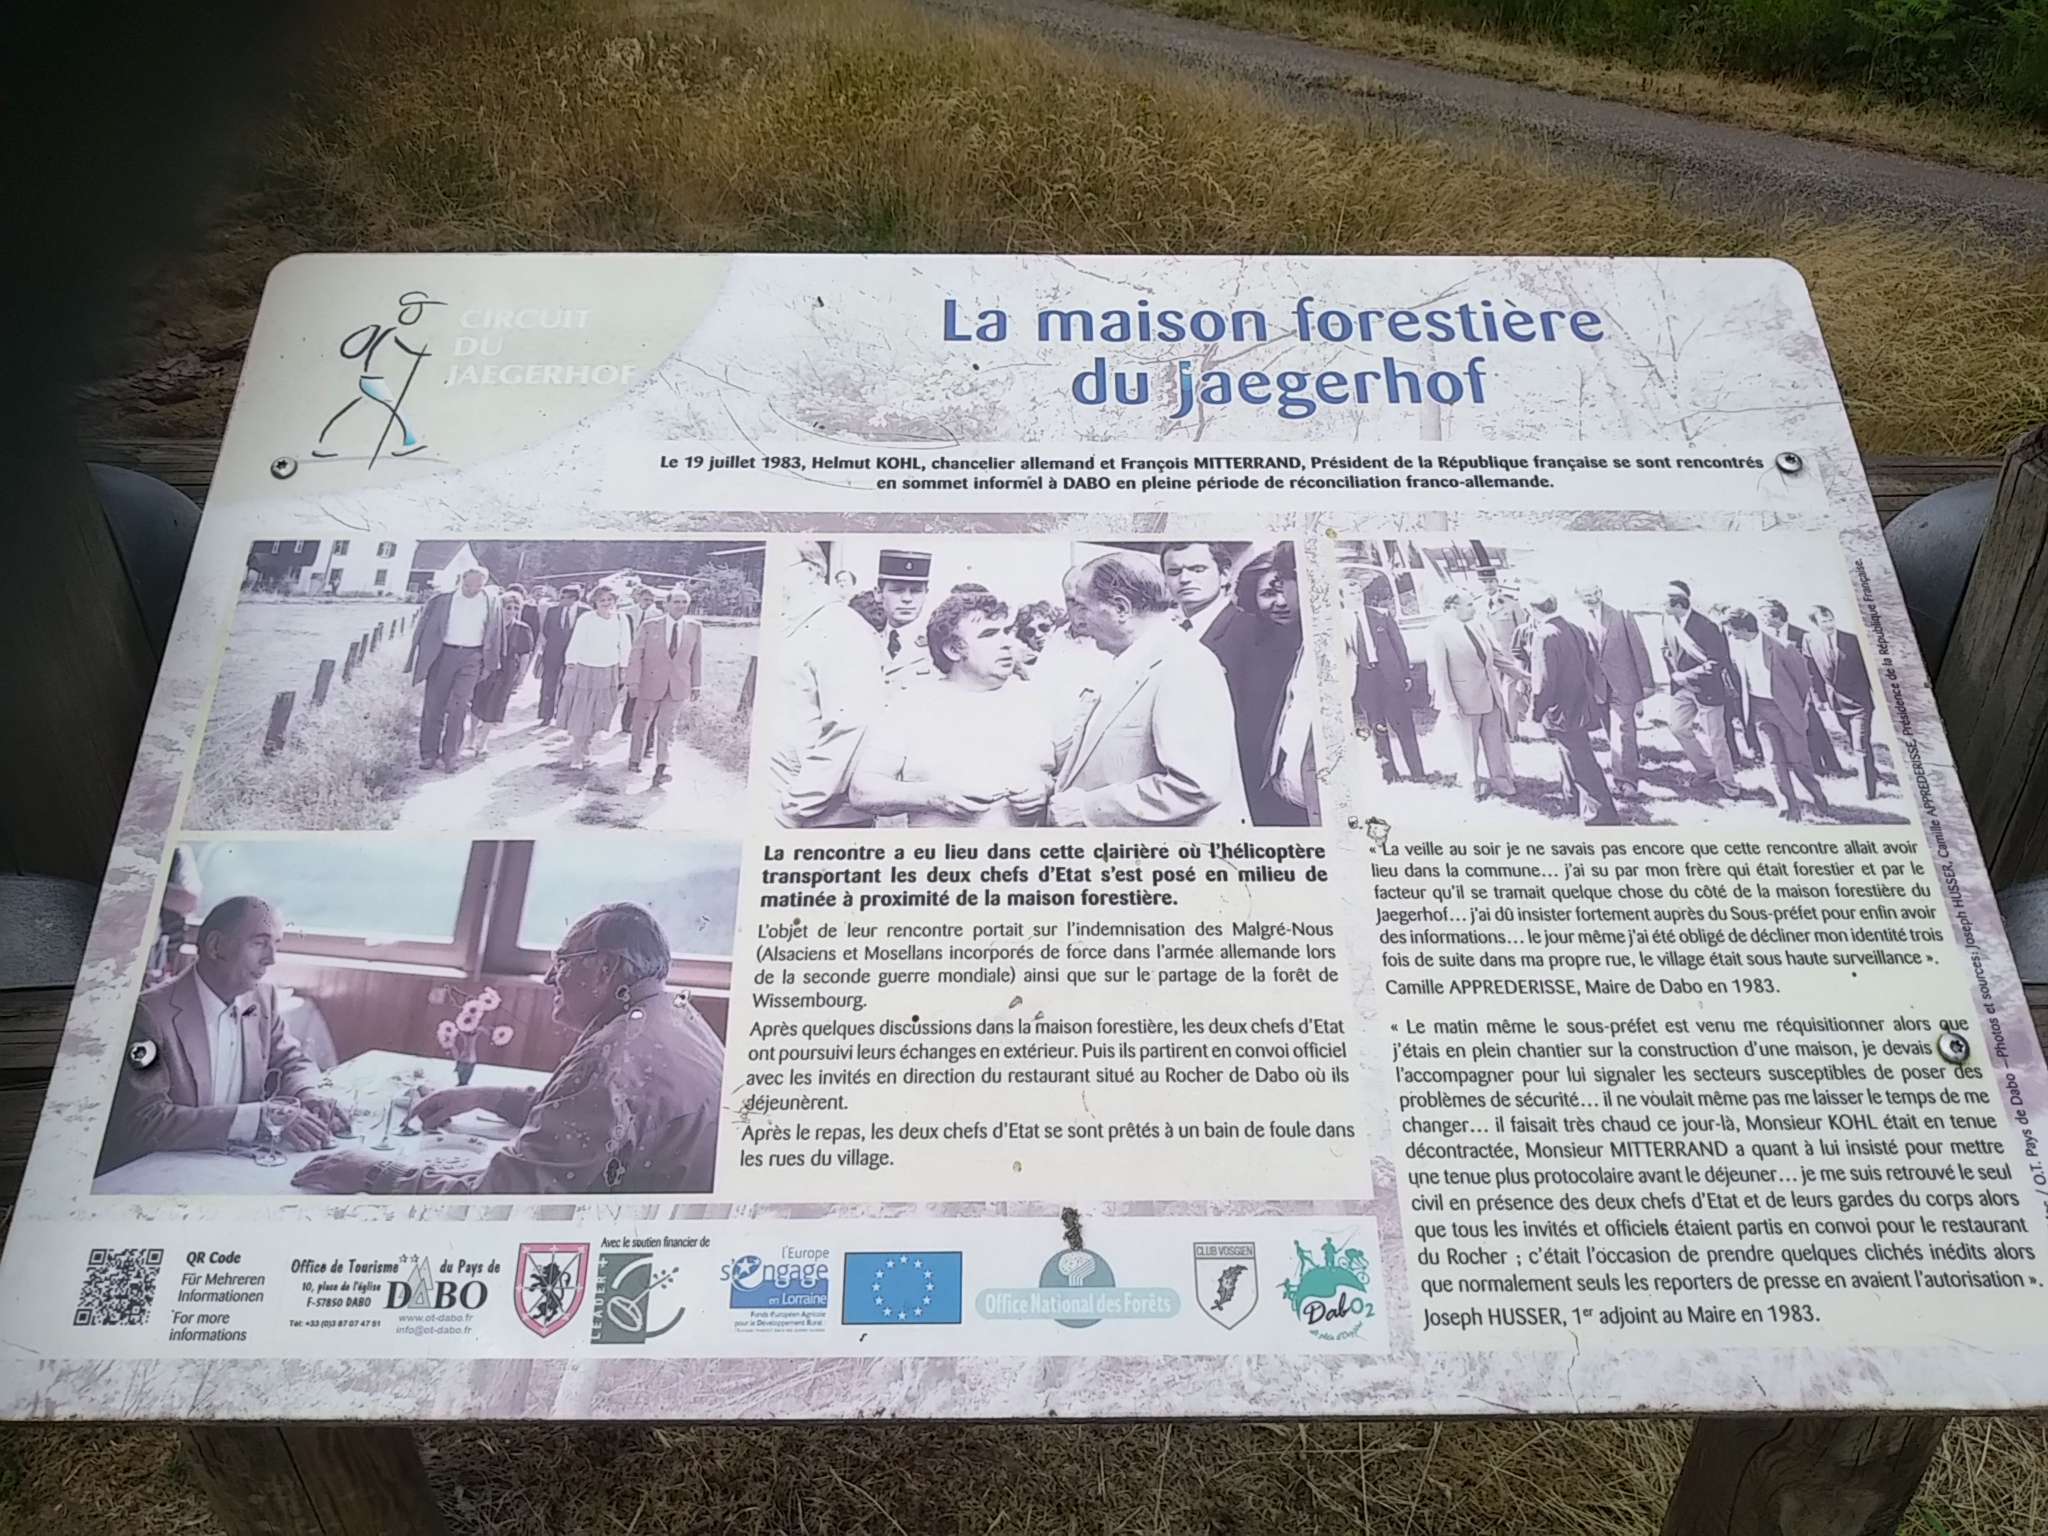 CIRCUIT
DU
JAEGERHOF
La maison forestière
du jaegerhof
Le 19 juillet 1983, Helmut KOHL, chancelier allemand et François MITTERRAND, Président de la République française se sont rencontrés
en sommet informel à DABO en pleine période de réconciliation franco-allemande.
La rencontre a eu lieu dans cette clairière où l'hélicoptère
transportant les deux chefs d'Etat s'est posé en milieu de
matinée à proximité de la maison forestière.
L'objet de leur rencontre portait sur l'indemnisation des Malgré-Nous
(Alsaciens et Mosellans incorporés de force dans l'armée allemande lors
de la seconde guerre mondiale) ainsi que sur le partage de la forêt de
Wissembourg.
Après quelques discussions dans la maison forestière, les deux chefs d'Etat
ont poursuivi leurs échanges en extérieur. Puis ils partirent en convoi officiel
avec les invités en direction du restaurant situé au Rocher de Dabo où ils
déjeunèrent.
Après le repas, les deux chefs d'Etat se sont prêtés à un bain de foule dans
les rues du village.
« La veille au soir je ne savais pas encore que cette rencontre allait avoir
lieu dans la commune... j'ai su par mon frère qui était forestier et par le
facteur qu'il se tramait quelque chose du côté de la maison forestière du
Jaegerhof... j'ai dû insister fortement auprès du Sous-préfet pour enfin avoir
des informations... le jour même j'ai été obligé de décliner mon identité trois
fois de suite dans ma propre rue, le village était sous haute surveillance ».
Camille APPREDERISSE, Maire de Dabo en 1983.
« Le matin même le sous-préfet est venu me réquisitionner alors que
j'étais en plein chantier sur la construction d'une maison, je devais
l'accompagner pour lui signaler les secteurs susceptibles de poser des
problèmes de sécurité... il ne voulait même pas me laisser le temps de me
changer... il faisait très chaud ce jour-là, Monsieur KOHL était en tenue
décontractée, Monsieur MITTERRAND a quant à lui insisté pour mettre
une tenue plus protocolaire avant le déjeuner... je me suis retrouvé le seul
civil en présence des deux chefs d'Etat et de leurs gardes du corps alors
que tous les invités et officiels étaient partis en convoi pour le restaurant
du Rocher ; c'était l'occasion de prendre quelques clichés inédits alors
que normalement seuls les reporters de presse en avaient l'autorisation ».
Joseph HUSSER, 1er adjoint au Maire en 1983.
/ O.T. Pays de Dabo – Photos et sources: Joseph HUSSER, Camille APPREDERISSE, Présidence de la République Française.
QR Code
Für Mehreren
Informationen
For more
informations
Office de Tourisme du Pays de
DABO
10, place de l'église
F-57850 DABO
Tél: +33 (0)3 87 07 47 51
www.ot-dabo.fr
info@ot-dabo.fr
Avec le soutien financier de
LEADER +
l'Europe
s'engage
en Lorraine
Fonds Européen Agricole
pour le Développement Rural
Office National des Forêts
CLUB VOSGIEN
DabO2